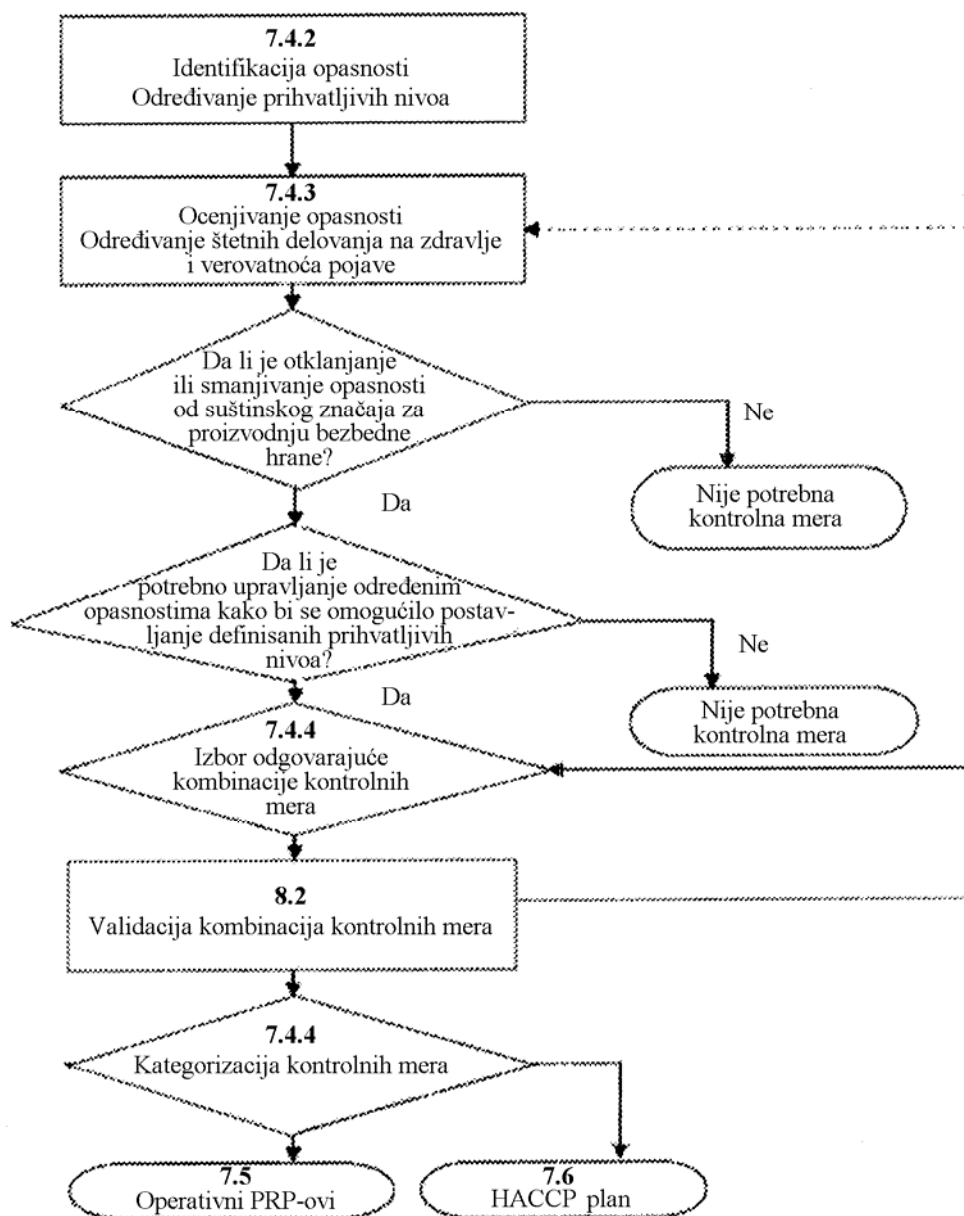 7.4.2
Identifikacija opasnosti
Određivanje prihvatljivih nivoa
7.4.3
Ocenjivanje opasnosti
Određivanje štetnih delovanja na zdravlje
i verovatnoća pojave
Da li je otklanjanje
ili smanjivanje opasnosti
od suštinskog značaja za
proizvodnju bezbedne
hrane?
Ne
Nije potrebna
kontrolna mera
Da
Da li je
potrebno upravljanje određenim
opasnostima kako bi se omogućilo postav-
ljanje definisanih prihvatljivih
nivoa?
Ne
Nije potrebna
kontrolna mera
Da
7.4.4
Izbor odgovarajuće
kombinacije kontrolnih
mera
8.2
Validacija kombinacija kontrolnih mera
7.4.4
Kategorizacija kontrolnih mera
7.5
Operativni PRP-ovi
7.6
HACCP plan